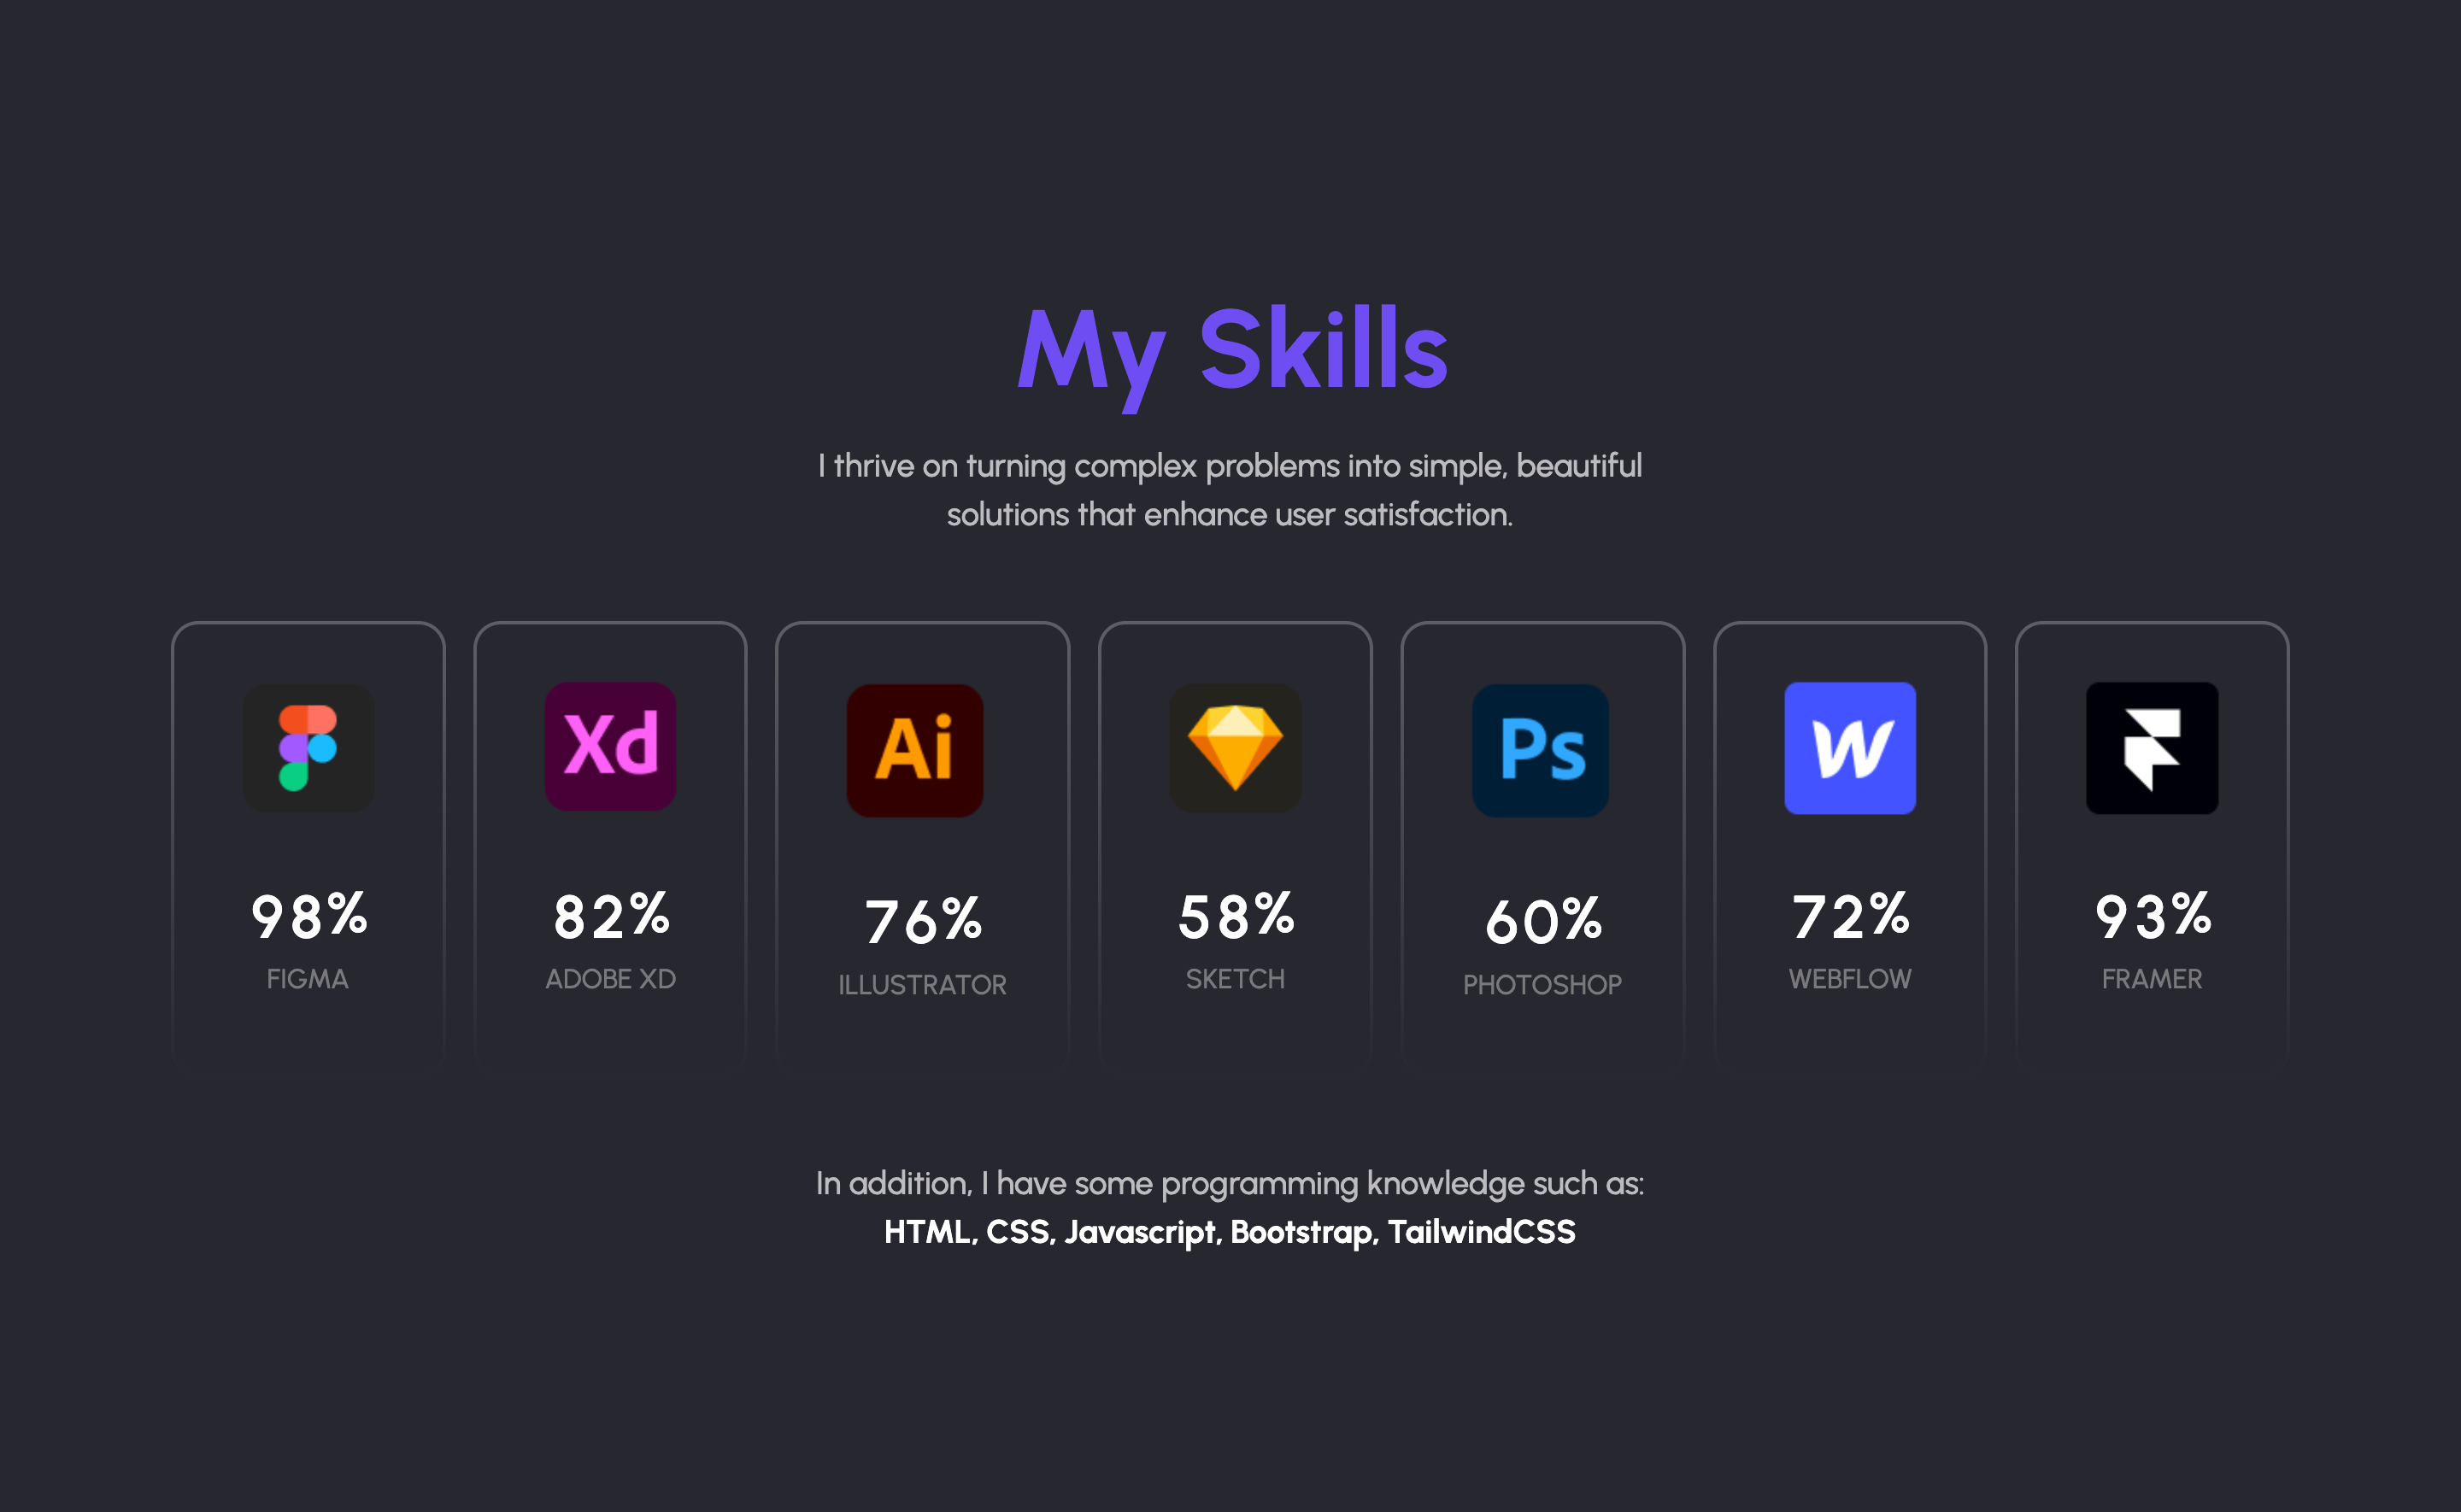 My Skills
I thrive on turning complex problems into simple, beautiful
solutions that enhance user satisfaction.
Xd
Ai
Ps
W
98%
82%
76%
58%
60%
72%
93%
FIGMA
ADOBE XD
ILLUSTRATOR
SKETCH
PHOTOSHOP
WEBFLOW
FRAMER
In addition, I have some programming knowledge such as:
HTML, CSS, Javascript, Bootstrap, TailwindCSS